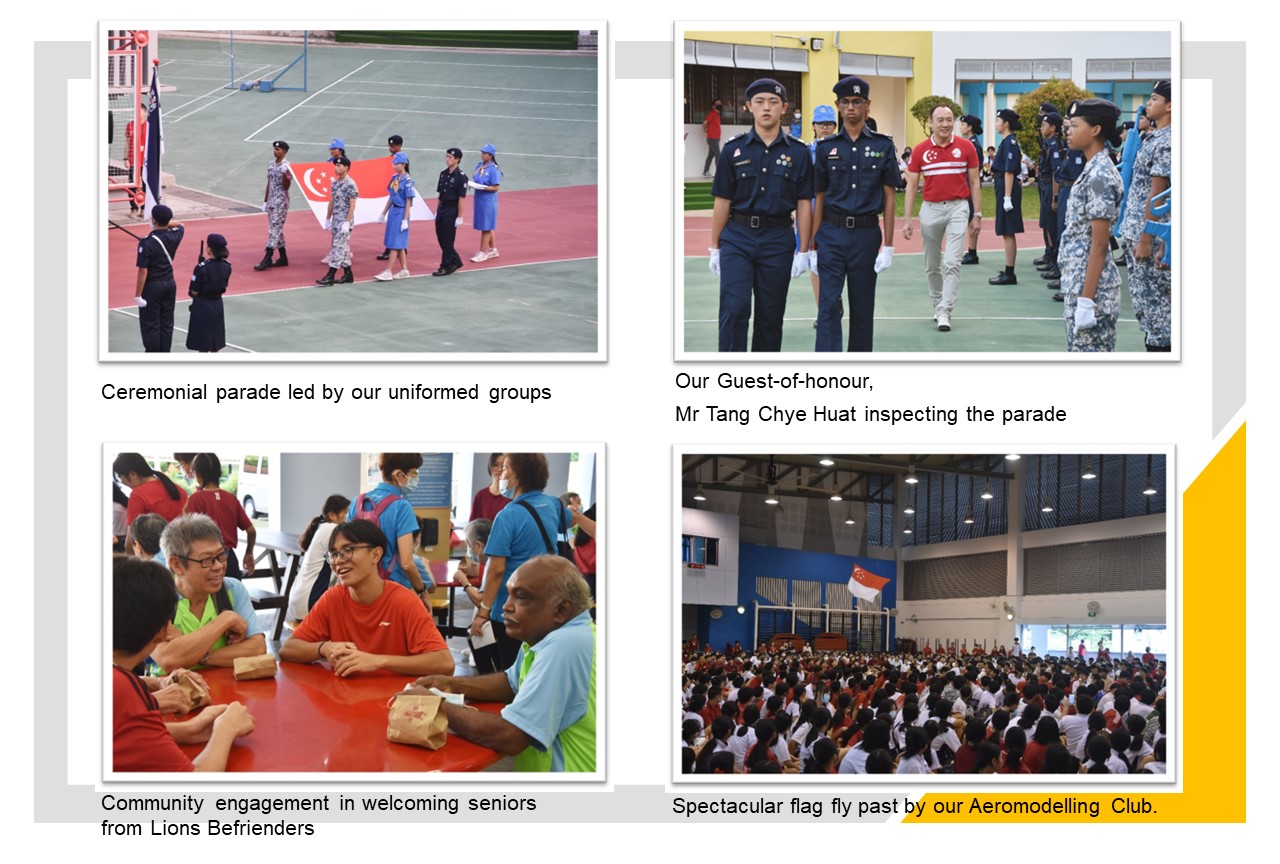 Ceremonial parade led by our uniformed groups
Our Guest-of-honour,
Mr Tang Chye Huat inspecting the parade
Community engagement in welcoming seniors
from Lions Befrienders
Spectacular flag fly past by our Aeromodelling Club.